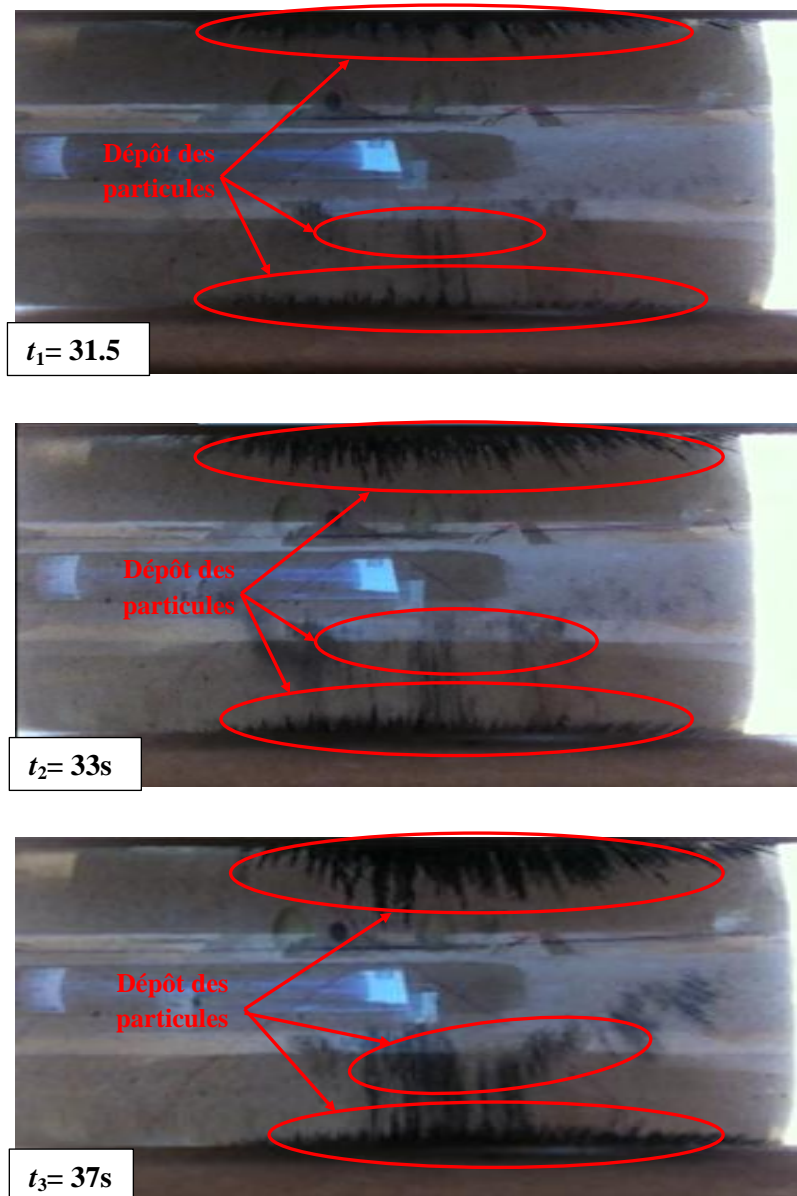 Dépôt des
particules
t1= 31.5
Dépôt des
particules
t2= 33s
Dépôt des
particules
t3= 37s